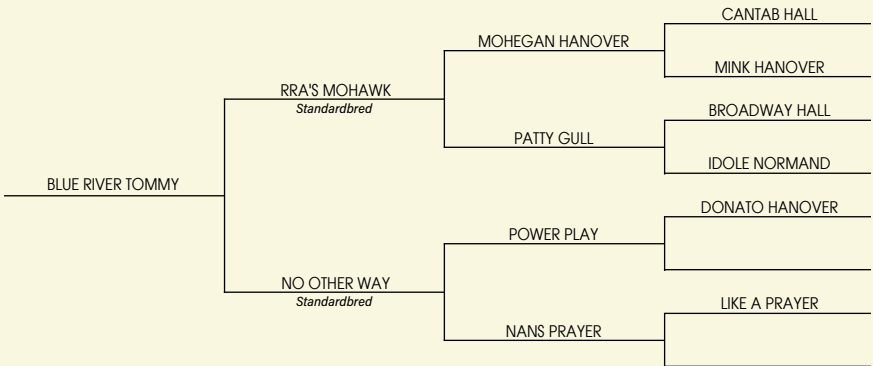 CANTAB HALL
MOHEGAN HANOVER
MINK HANOVER
RRA'S MOHAWK
Standardbred
BROADWAY HALL
PATTY GULL
IDOLE NORMAND
BLUE RIVER TOMMY
DONATO HANOVER
POWER PLAY
NO OTHER WAY
Standardbred
LIKE A PRAYER
NANS PRAYER